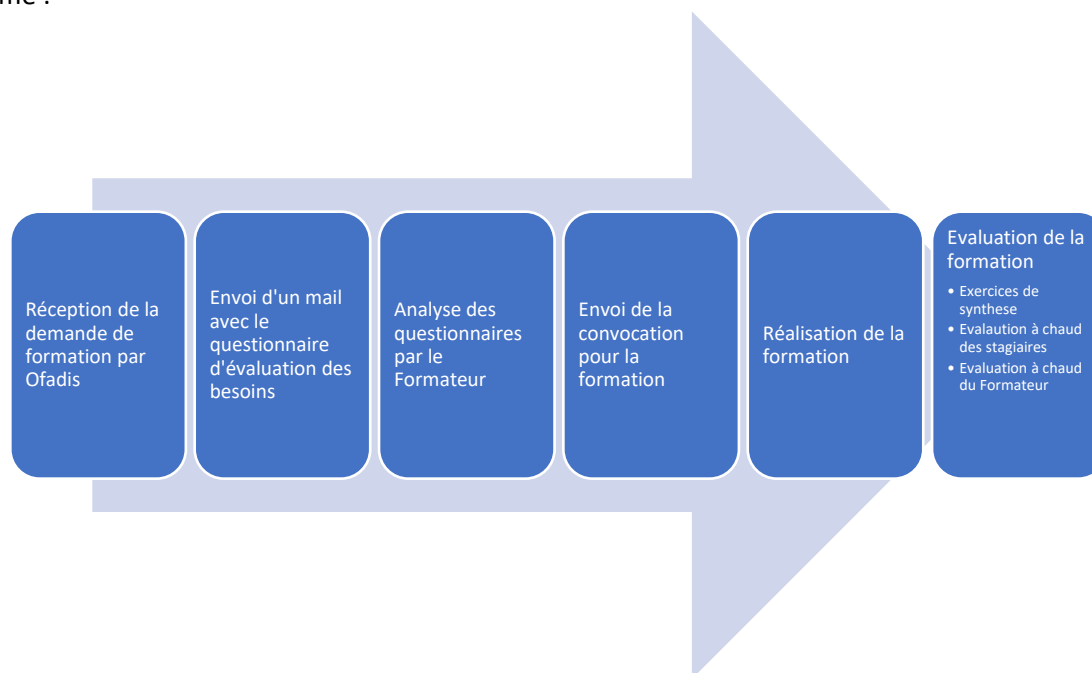 Réception de la
demande de
formation par
Ofadis
Envoi d'un mail
avec le
questionnaire
d'évaluation des
besoins
Analyse des
questionnaires
par le
Formateur
Envoi de la
convocation
pour la
formation
Réalisation de la
formation
Evaluation de la
formation
• Exercices de
synthese
• Evalaution à chaud
des stagiaires
• Evaluation à chaud
du Formateur